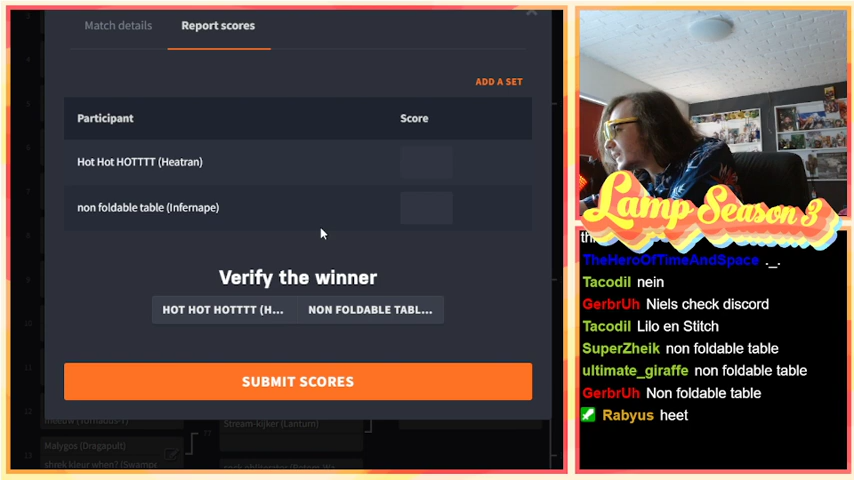 Match details
Report scores
ADD A SET
Participant
Score
Hot Hot HOTTTT (Heatran)
non foldable table (Infernape)
Verify the winner
HOT HOT HOTTTT (H...
NON FOLDABLE TABL...
SUBMIT SCORES
12
Stream-kijker (Lanturn)
Malygos (Dragapult)
shrek kleur when? (Swampe
13
Lamp Season 3
TheHeroOfTimeAndSpace ._.
Tacodil nein
GerbrUh Niels check discord
Tacodil Lilo en Stitch
SuperZheik non foldable table
ultimate_giraffe non foldable table
GerbrUh Non foldable table
Rabyus heet